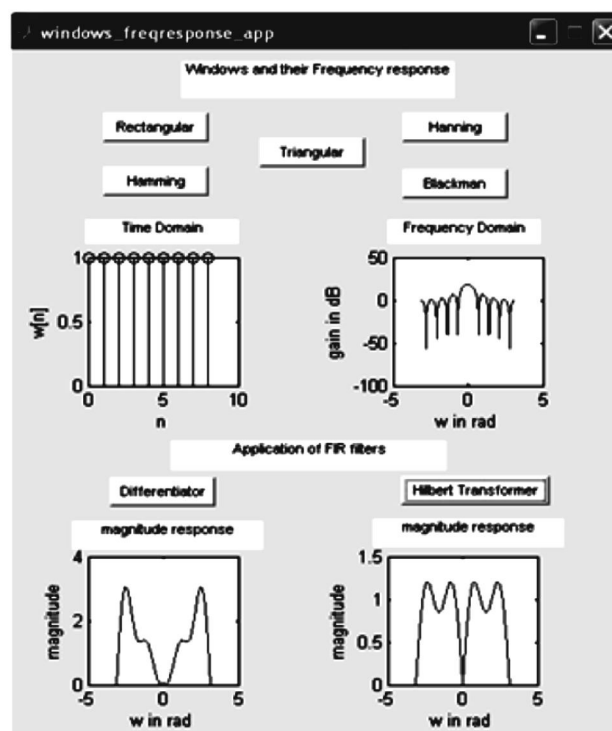 windows_freqresponse_app
Windows and their Frequency response
Rectangular
Hanning
Triangular
Hamming
Blackman
Time Domain
Frequency Domain
1
0.5
0
w[n]
0
5
10
n
50
0
-50
-100
gain in dB
-5
0
5
w in rad
Application of FIR filters
Differentiator
Hilbert Transformer
magnitude response
magnitude response
4
2
0
magnitude
-5
0
5
w in rad
1.5
1
0.5
0
magnitude
-5
0
5
w in rad